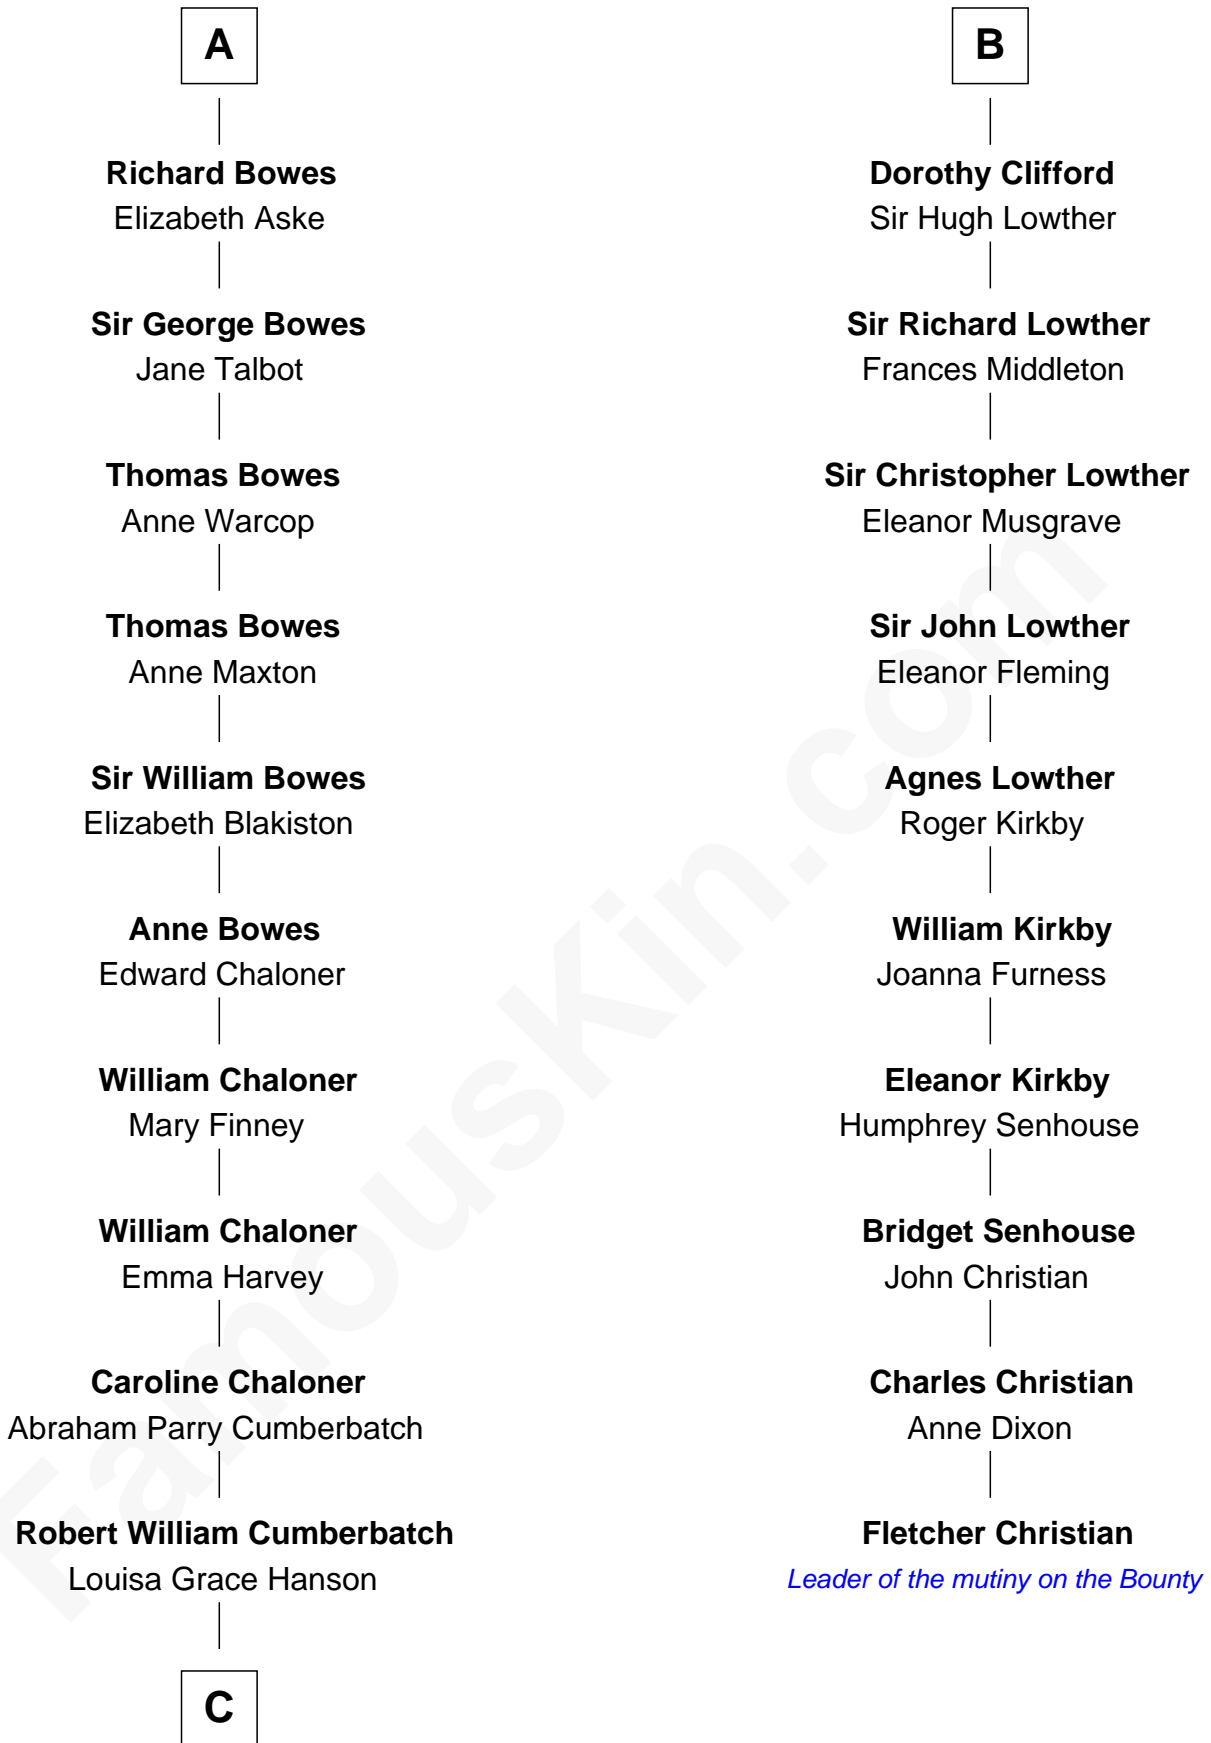 A
Richard Bowes
Elizabeth Aske
Sir George Bowes
Jane Talbot
Thomas Bowes
Anne Warcop
Thomas Bowes
Anne Maxton
Sir William Bowes
Elizabeth Blakiston
Anne Bowes
Edward Chaloner
William Chaloner
Mary Finney
William Chaloner
Emma Harvey
Caroline Chaloner
Abraham Parry Cumberbatch
Robert William Cumberbatch
Louisa Grace Hanson
C
B
Dorothy Clifford
Sir Hugh Lowther
Sir Richard Lowther
Frances Middleton
Sir Christopher Lowther
Eleanor Musgrave
Sir John Lowther
Eleanor Fleming
Agnes Lowther
Roger Kirkby
William Kirkby
Joanna Furness
Eleanor Kirkby
Humphrey Senhouse
Bridget Senhouse
John Christian
Charles Christian
Anne Dixon
Fletcher Christian
Leader of the mutiny on the Bounty
FamousKin.com